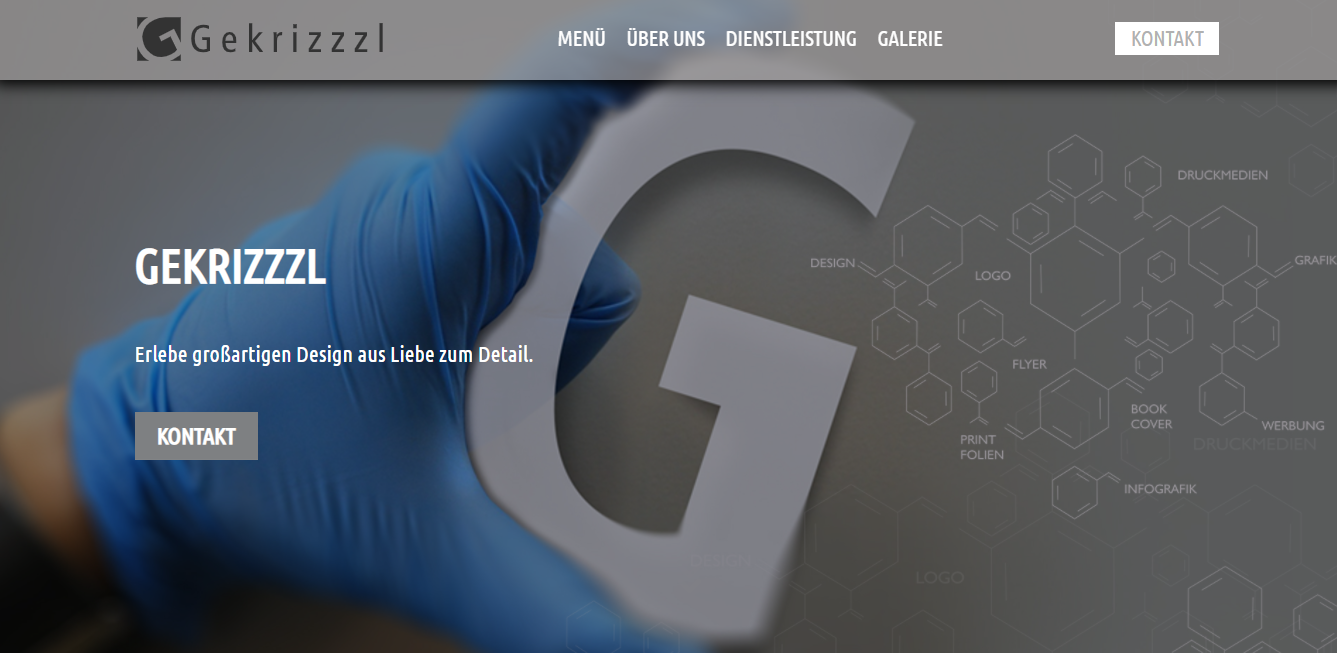 Gekrizzzl
MENÜ
ÜBER UNS
DIENSTLEISTUNG
GALERIE
KONTAKT
DRUCKMEDIEN
DESIGN
LOGO
GRAFIK
GEKRIZZZL
Erlebe großartigen Design aus Liebe zum Detail.
FLYER
BOOK
COVER
PRINT
FOLIEN
WERBUNG
DRUCKMEDIEN
KONTAKT
INFOGRAFIK
DESIGN
LOGO
G